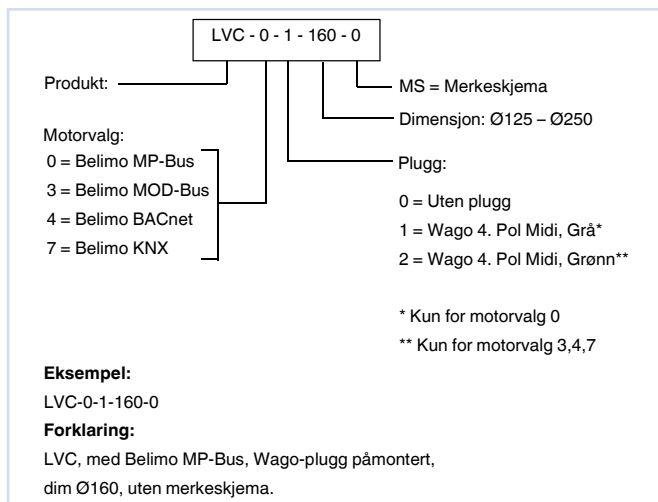 LVC - 0 - 1 - 160 - 0
Produkt:
Motorvalg:
0 = Belimo MP-Bus
3 = Belimo MOD-Bus
4 = Belimo BACnet
7 = Belimo KNX
MS = Merkeskjema
Dimensjon: Ø125 – Ø250
Plugg:
0 = Uten plugg
1 = Wago 4. Pol Midi, Grå*
2 = Wago 4. Pol Midi, Grønn**
* Kun for motorvalg 0
** Kun for motorvalg 3,4,7
Eksempel:
LVC-0-1-160-0
Forklaring:
LVC, med Belimo MP-Bus, Wago-plugg påmontert,
dim Ø160, uten merkeskjema.